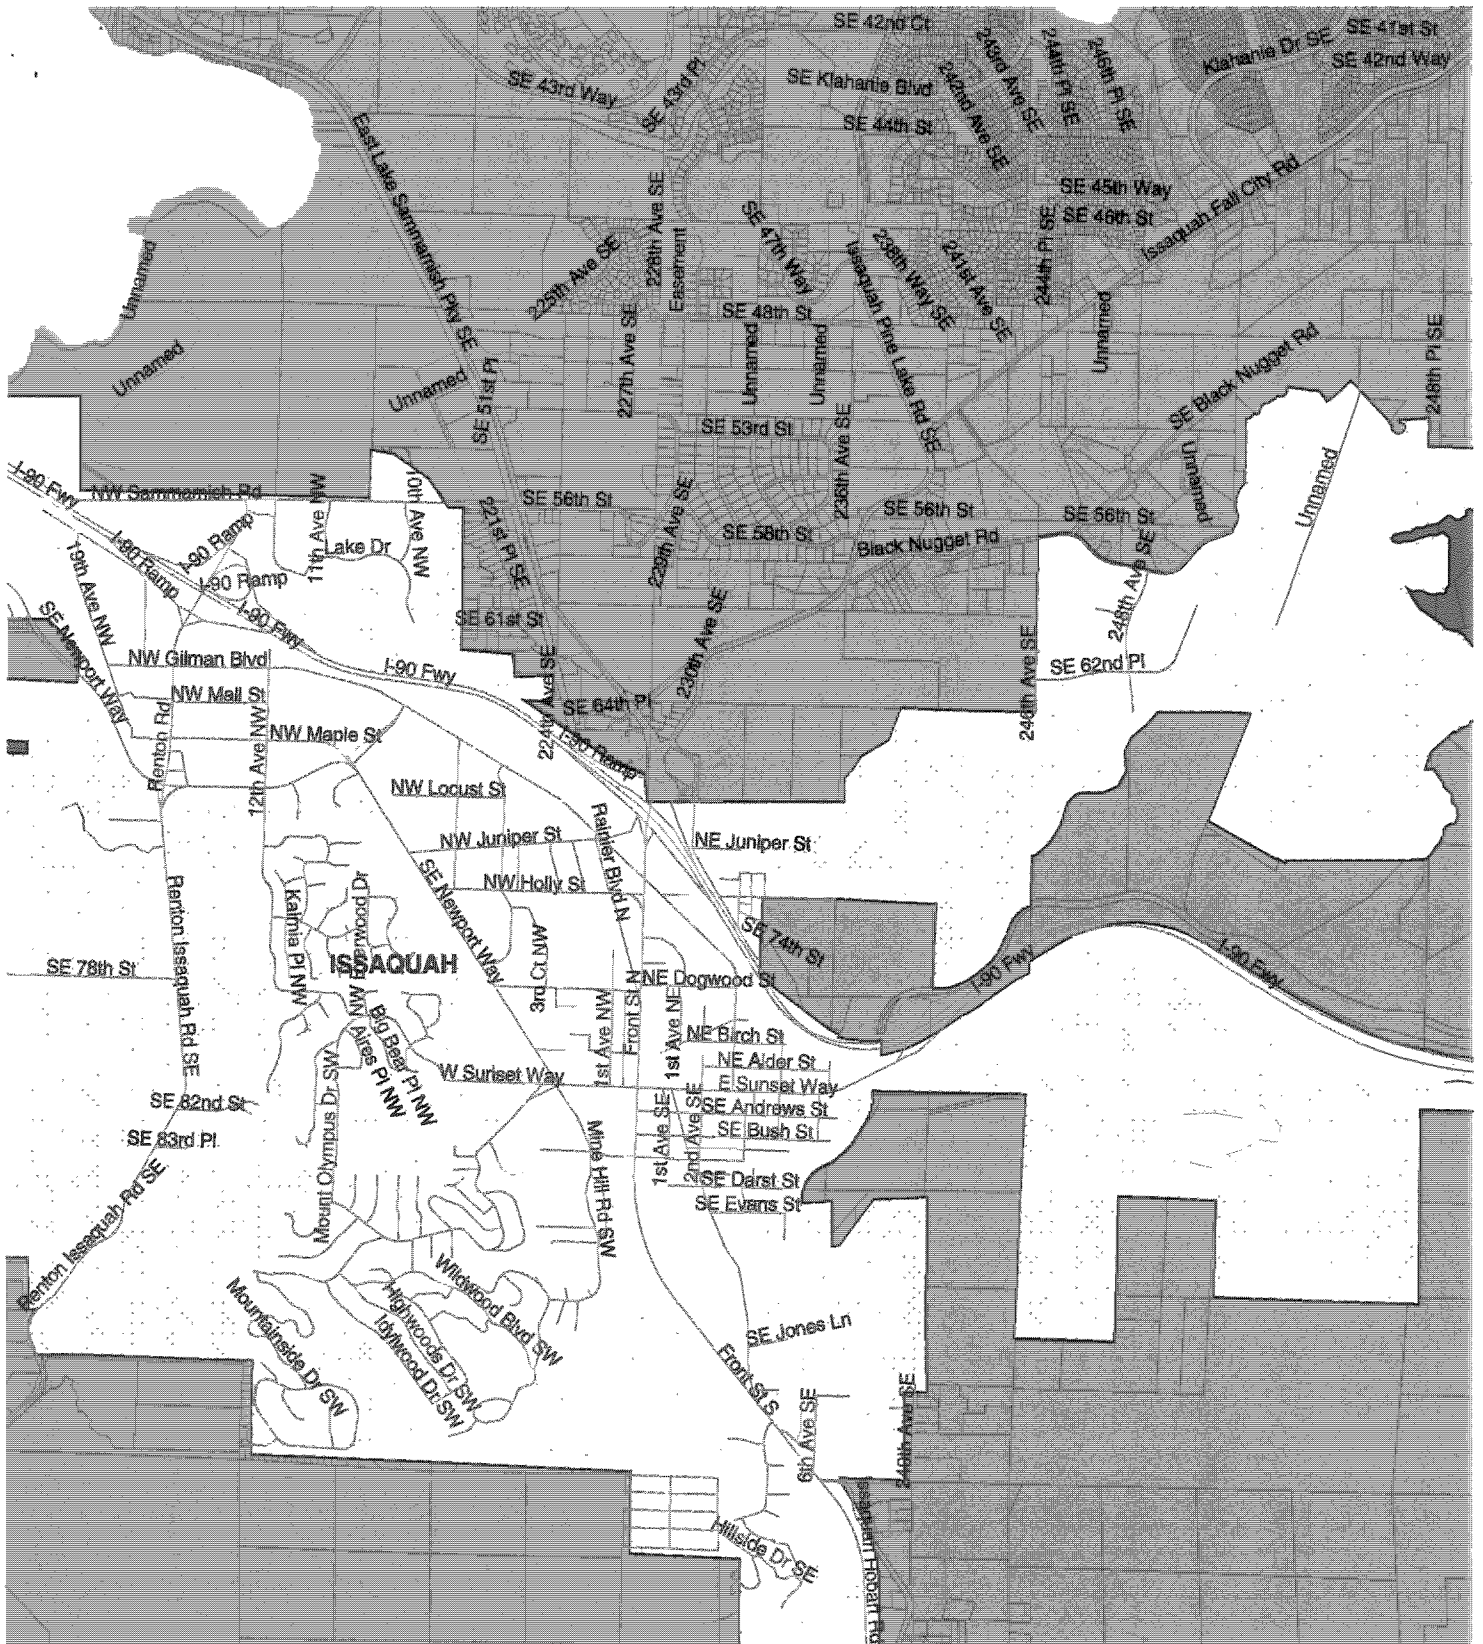 SE 42nd Ct
SE 41st St
SE 42nd Way
Klahanie Dr SE
243rd Ave SE
244th Pl SE
246th Pl SE
242nd Ave SE
SE 43rd Way
SE 43rd Pl
SE Klahanie Blvd
SE 44th St
East Lake Sammamish Pky SE
SE 45th Way
SE 46th St
Issaquah Fall City Rd
228th Ave SE
SE 47th Way
225th Ave SE
Easement
Issaquah Pine Lake Rd SE
238th Way SE
241st Ave SE
244th Pl SE
Unnamed
SE 48th St
227th Ave SE
Unnamed
Unnamed
Unnamed
SE Black Nugget Rd
248th Pl SE
Unnamed
Unnamed
SE 51st Pl
SE 53rd St
236th Ave SE
Unnamed
Unnamed
I-90 Fwy
NW Sammamish Rd
11th Ave NW
10th Ave NW
SE 56th St
221st Pl SE
229th Ave SE
SE 58th St
SE 56th St
SE 56th St
Black Nugget Rd
I-90 Ramp
I-90 Ramp
I-90 Ramp
Lake Dr
19th Ave NW
SE Newport Way
I-90 Fwy
SE 61st St
248th Ave SE
SE 62nd Pl
246th Ave SE
230th Ave SE
NW Gilman Blvd
I-90 Fwy
NW Mall St
Renton Rd
12th Ave NW
NW Maple St
224th Ave SE
SE 64th Pl
I-90 Ramp
NW Locust St
NW Juniper St
Rainier Blvd N
NE Juniper St
NW Holly St
SE Newport Way
Renton Issaquah Rd SE
Kalmia Pl NW
ISSAQUAH
SE 78th St
3rd Ct NW
SE 74th St
I-90 Fwy
I-90 Fwy
NE Dogwood St
1st Ave NW
Front St N
1st Ave NE
NE Birch St
Big Bear Pl NW
Aires Pl NW
NE Alder St
W Sunset Way
E Sunset Way
SE 82nd St
SE Andrews St
SE 83rd Pl
Mount Olympus Dr SW
Mine Hill Rd SW
1st Ave SE
2nd Ave SE
SE Bush St
SE Darst St
SE Evans St
Renton Issaquah Rd SE
Wildwood Blvd SW
Highwoods Dr SW
Idylwood Dr SW
Mountainside Dr SW
SE Jones Ln
Front St S
6th Ave SE
240th Ave SE
Hillside Dr SE
Issaquah Hobart Rd